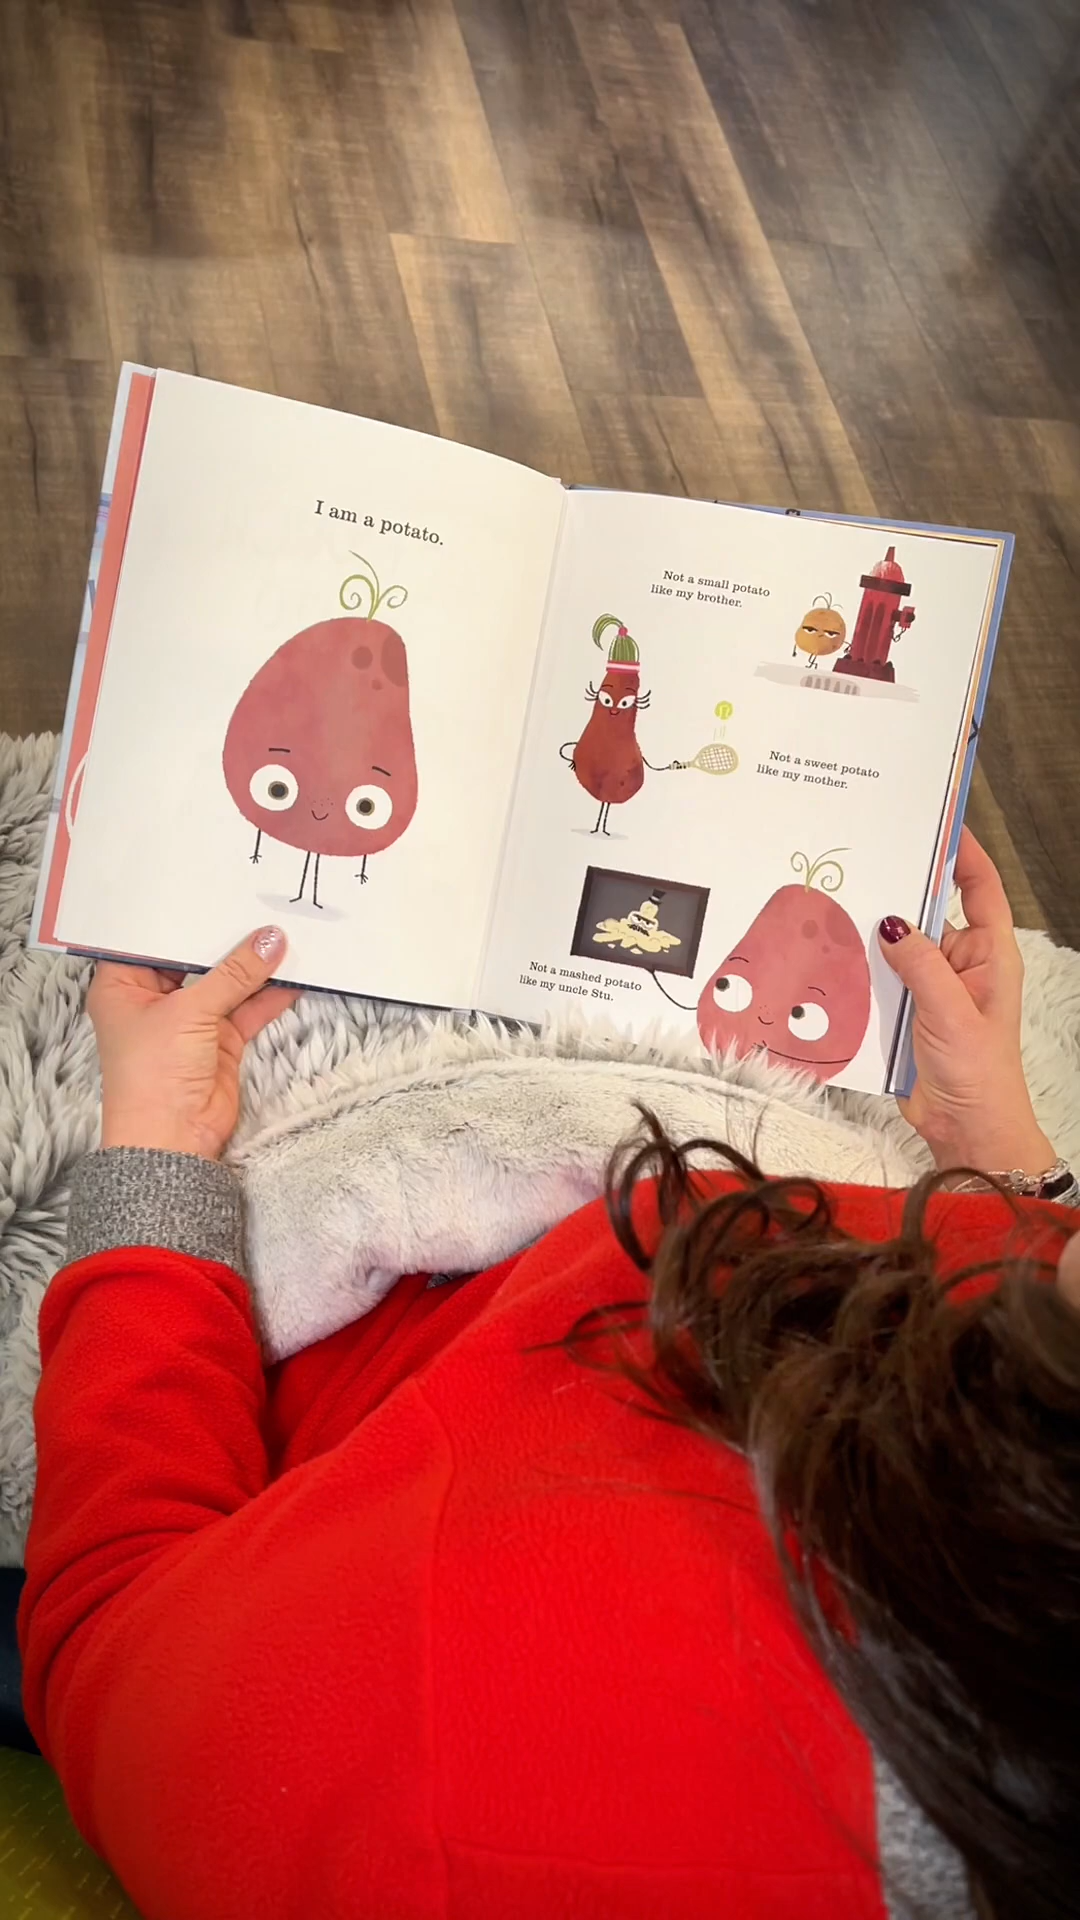 I am a potato.
Not a small potato
like my brother.
Not a sweet potato
like my mother.
Not a mashed potato
like my uncle Stu.